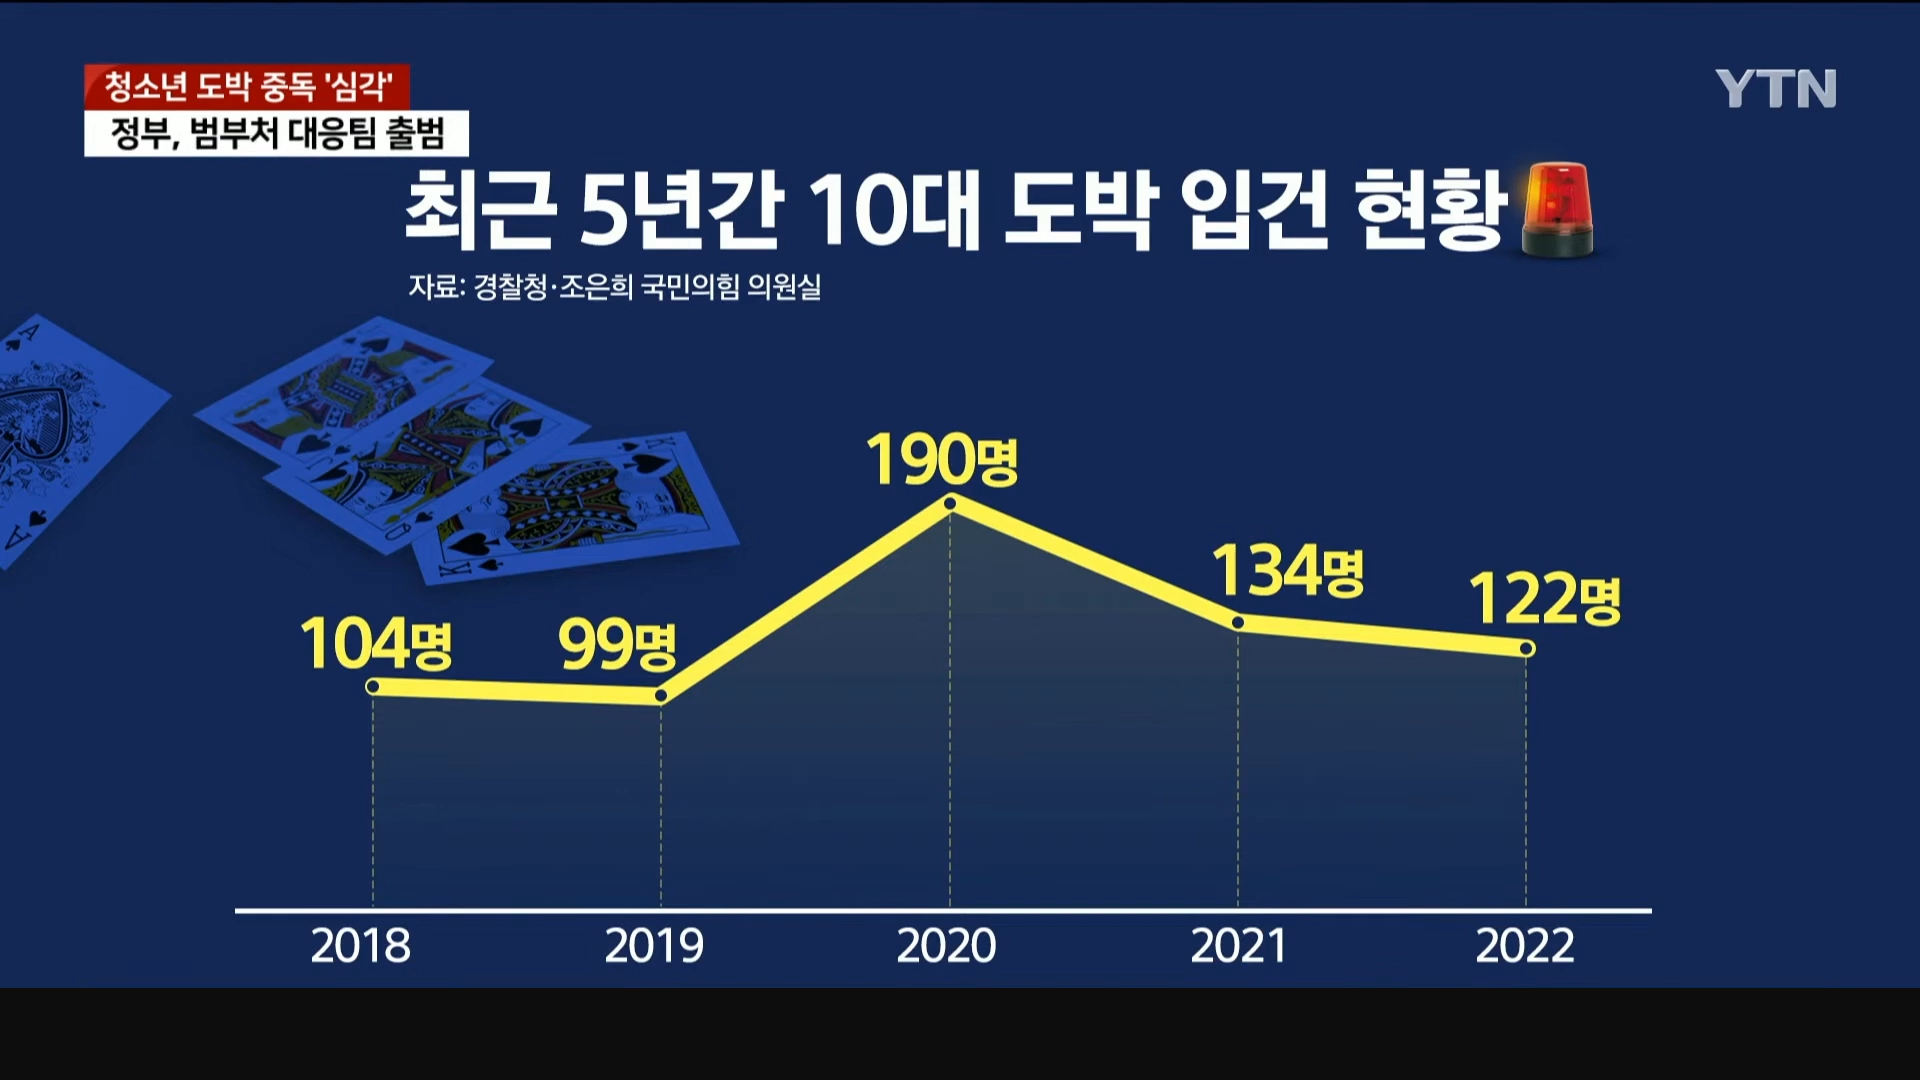 청소년 도박 중독 '심각'
YTN
정부, 범부처 대응팀 출범
최근 5년간 10대 도박 입건 현황
자료: 경찰청·조은희 국민의힘 의원실
A
A
K
Q
K
190명
134명
122명
104명
99명
2018
2019
2020
2021
2022